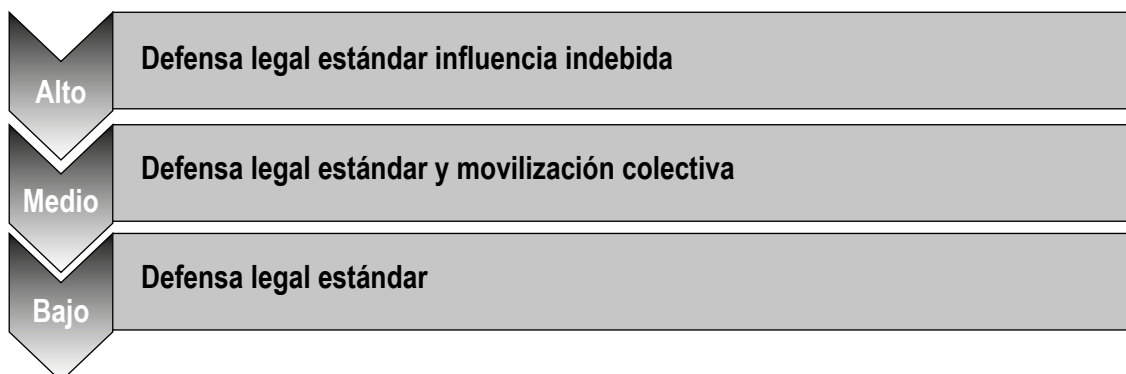 Alto
Defensa legal estándar influencia indebida
Medio
Defensa legal estándar y movilización colectiva
Bajo
Defensa legal estándar